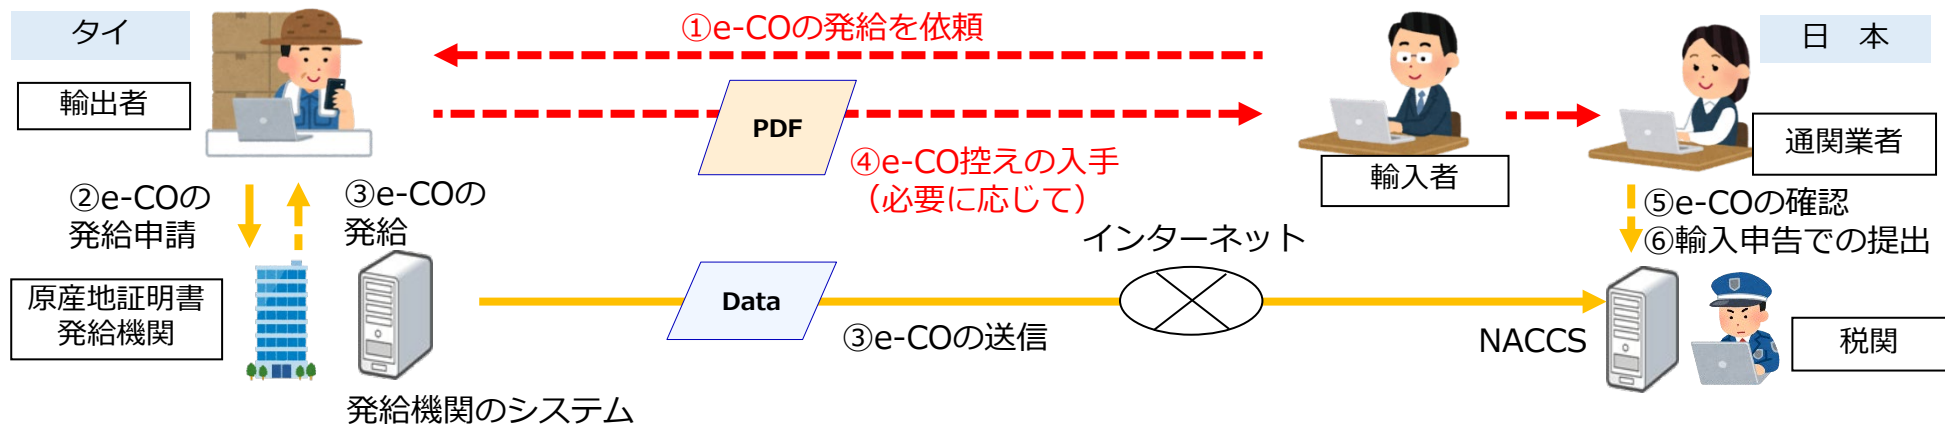 タイ
輸出者
①e-COの発給を依頼
PDF
④e-CO控えの入手
（必要に応じて）
輸入者
日　本
通関業者
②e-COの
発給申請
③e-COの
発給
⑤e-COの確認
⑥輸入申告での提出
インターネット
原産地証明書
発給機関
Data
③e-COの送信
NACCS
税関
発給機関のシステム